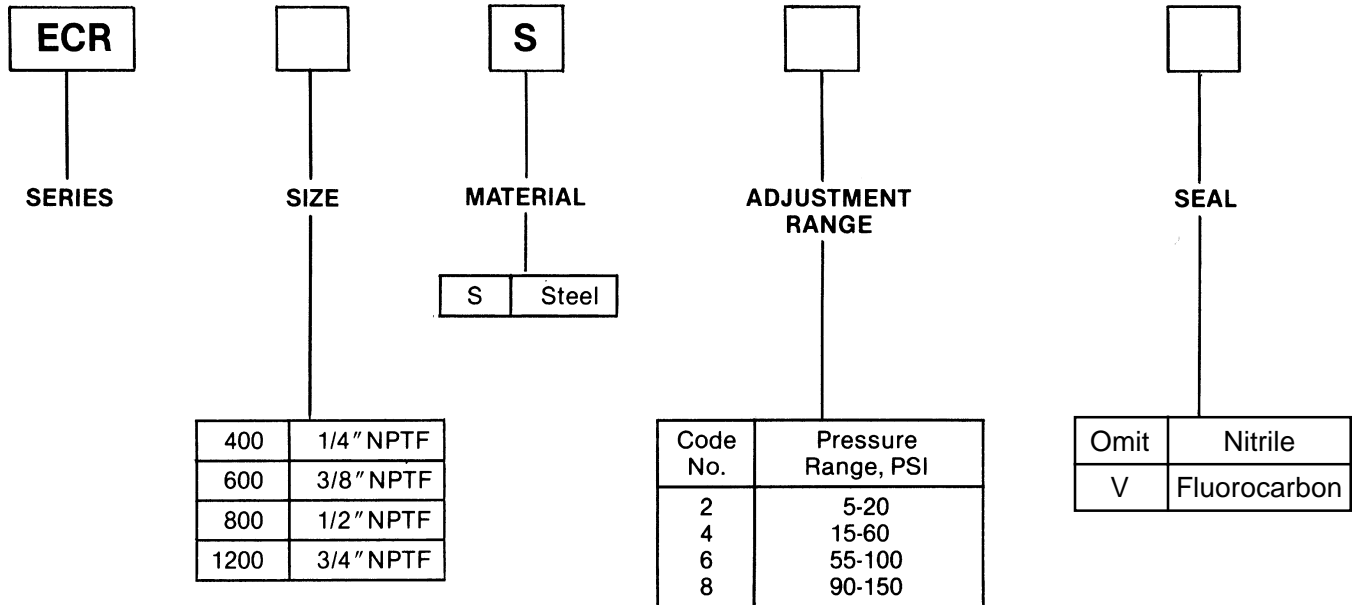 ECR S
SERIES SIZE MATERIAL ADJUSTMENT RANGE SEAL
S Steel
400 1/4" NPTF
600 3/8" NPTF
800 1/2" NPTF
1200 3/4" NPTF
Code No. Pressure Range, PSI
2 5-20
4 15-60
6 55-100
8 90-150
Omit Nitrile
V Fluorocarbon